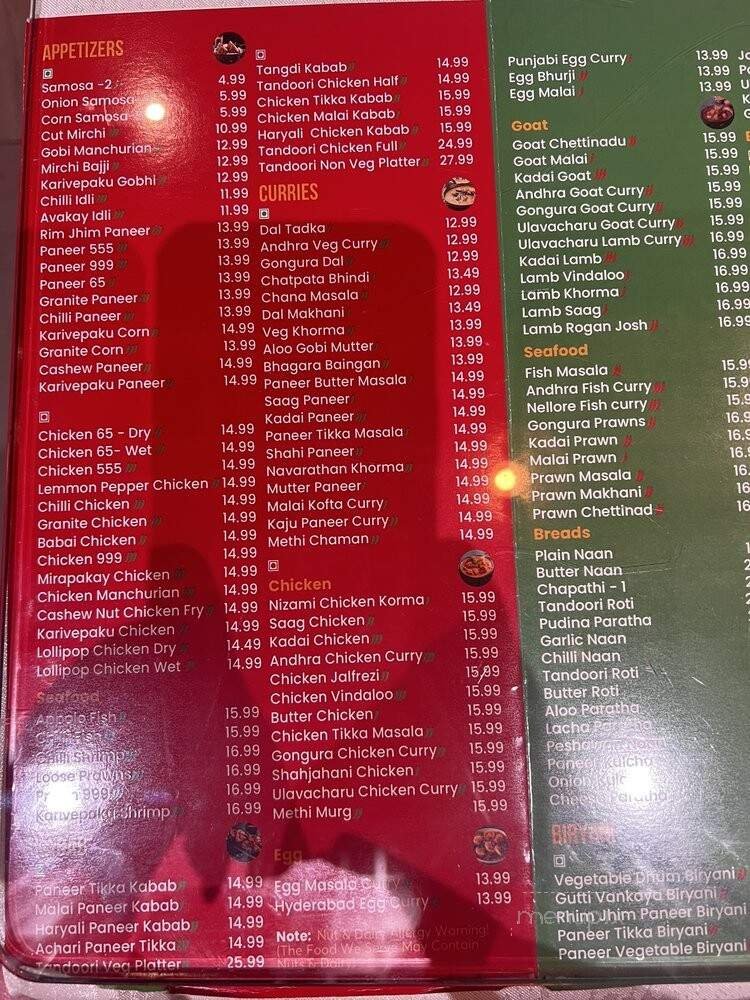 APPETIZERS
Samosa -2 4.99
Onion Samosa 5.99
Corn Samosa 5.99
Cut Mirchi 10.99
Gobi Manchurian 12.99
Mirchi Bajji 12.99
Karivepaku Gobhi 12.99
Chilli Idli 11.99
Avakay Idli 11.99
Rim Jhim Paneer 13.99
Paneer 555 13.99
Paneer 999 13.99
Paneer 65 13.99
Granite Paneer 13.99
Chilli Paneer 13.99
Karivepaku Corn 14.99
Granite Corn 13.99
Cashew Paneer 14.99
Karivepaku Paneer 14.99
Chicken 65 - Dry 14.99
Chicken 65- Wet 14.99
Chicken 555 14.99
Lemmon Pepper Chicken 14.99
Chilli Chicken 14.99
Granite Chicken 14.99
Babai Chicken 14.99
Chicken 999 14.99
Mirapakay Chicken 14.99
Chicken Manchurian 14.99
Cashew Nut Chicken Fry 14.99
Karivepaku Chicken 14.99
Lollipop Chicken Dry 14.49
Lollipop Chicken Wet 14.99
Seafood
Appolo Fish 15.99
15.99
Chilli Shrimp 16.99
Loose Prawns 16.99
999 16.99
Karivepaku Shrimp 16.99
Paneer Tikka Kabab 14.99
Malai Paneer Kabab 14.99
Haryali Paneer Kabab 14.99
Achari Paneer Tikka 14.99
Tandoori Veg Platter 25.99
Tangdi Kabab 14.99
Tandoori Chicken Half 14.99
Chicken Tikka Kabab 15.99
Chicken Malai Kabab 15.99
Haryali Chicken Kabab 15.99
Tandoori Chicken Full 24.99
Tandoori Non Veg Platter 27.99
CURRIES
Dal Tadka 12.99
Andhra Veg Curry 12.99
Gongura Dal 12.99
Chatpata Bhindi 13.49
Chana Masala 12.99
Dal Makhani 13.49
Veg Khorma 13.99
Aloo Gobi Mutter 13.99
Bhagara Baingan 13.99
Paneer Butter Masala 14.99
Saag Paneer 14.99
Kadai Paneer 14.99
Paneer Tikka Masala 14.99
Shahi Paneer 14.99
Navarathan Khorma 14.99
Mutter Paneer 14.99
Malai Kofta Curry 14.99
Kaju Paneer Curry 14.99
Methi Chaman 14.99
Chicken
Nizami Chicken Korma 15.99
Saag Chicken 15.99
Kadai Chicken 15.99
Andhra Chicken Curry 15.99
Chicken Jalfrezi 15.99
Chicken Vindaloo 15.99
Butter Chicken 15.99
Chicken Tikka Masala 15.99
Gongura Chicken Curry 15.99
Shahjahani Chicken 15.99
Ulavacharu Chicken Curry 15.99
Methi Murg 15.99
Egg
Egg Masala Curry 13.99
Hyderabad Egg Curry 13.99
Note: Nut & Dairy Allergy Warning!
(The Food We Serve May Contain
Nuts & Dairy)
Punjabi Egg Curry 13.99
Egg Bhurji 13.99
Egg Malai 13.99
Goat
Goat Chettinadu 15.99
Goat Malai 15.99
Kadai Goat 15.99
Andhra Goat Curry 15.99
Gongura Goat Curry 15.99
Ulavacharu Goat Curry 15.99
Ulavacharu Lamb Curry 16.99
Kadai Lamb 16.99
Lamb Vindaloo 16.99
Lamb Khorma 16.99
Lamb Saag 16.99
Lamb Rogan Josh 16.99
Seafood
Fish Masala 15.99
Andhra Fish Curry 15.99
Nellore Fish curry
Gongura Prawns
Kadai Prawn
Malai Prawn
Prawn Masala
Prawn Makhani
Prawn Chettinad
Breads
Plain Naan
Butter Naan
Chapathi - 1
Tandoori Roti
Pudina Paratha
Garlic Naan
Chilli Naan
Tandoori Roti
Butter Roti
Aloo Paratha
Lacha Paratha
Peshawari Naan
Paneer Kulcha
Onion Kulcha
Cheese Paratha
BIRYANI
Vegetable Dhum Biryani
Gutti Vankaya Biryani
Rhim Jhim Paneer Biryani
Paneer Tikka Biryani
Paneer Vegetable Biryani